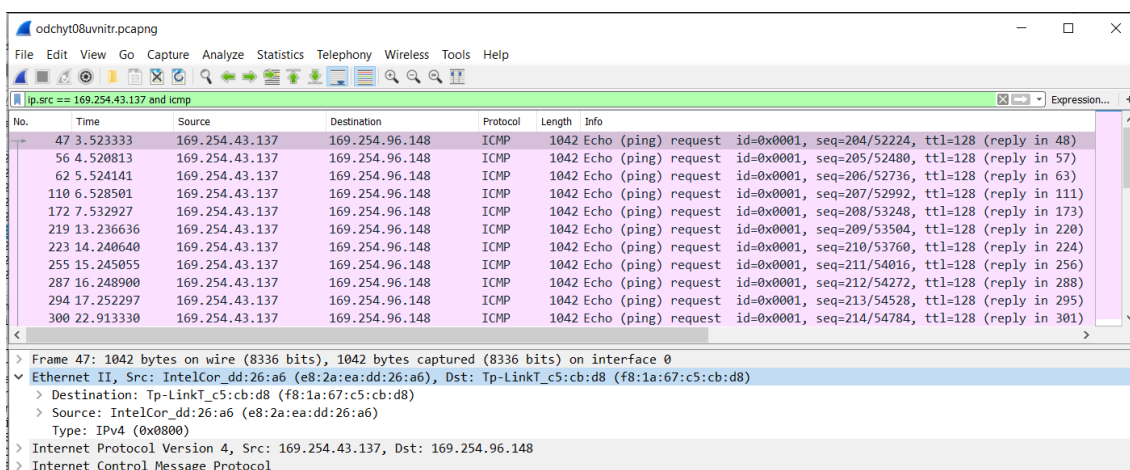 odchyt08uvnitr.pcapng
File Edit View Go Capture Analyze Statistics Telephony Wireless Tools Help
ip.src == 169.254.43.137 and icmp Expression... +
No. Time Source Destination Protocol Length Info
47 3.523333 169.254.43.137 169.254.96.148 ICMP 1042 Echo (ping) request id=0x0001, seq=204/52224, ttl=128 (reply in 48)
56 4.520813 169.254.43.137 169.254.96.148 ICMP 1042 Echo (ping) request id=0x0001, seq=205/52480, ttl=128 (reply in 57)
62 5.524141 169.254.43.137 169.254.96.148 ICMP 1042 Echo (ping) request id=0x0001, seq=206/52736, ttl=128 (reply in 63)
110 6.528501 169.254.43.137 169.254.96.148 ICMP 1042 Echo (ping) request id=0x0001, seq=207/52992, ttl=128 (reply in 111)
172 7.532927 169.254.43.137 169.254.96.148 ICMP 1042 Echo (ping) request id=0x0001, seq=208/53248, ttl=128 (reply in 173)
219 13.236636 169.254.43.137 169.254.96.148 ICMP 1042 Echo (ping) request id=0x0001, seq=209/53504, ttl=128 (reply in 220)
223 14.240640 169.254.43.137 169.254.96.148 ICMP 1042 Echo (ping) request id=0x0001, seq=210/53760, ttl=128 (reply in 224)
255 15.245055 169.254.43.137 169.254.96.148 ICMP 1042 Echo (ping) request id=0x0001, seq=211/54016, ttl=128 (reply in 256)
287 16.248900 169.254.43.137 169.254.96.148 ICMP 1042 Echo (ping) request id=0x0001, seq=212/54272, ttl=128 (reply in 288)
294 17.252297 169.254.43.137 169.254.96.148 ICMP 1042 Echo (ping) request id=0x0001, seq=213/54528, ttl=128 (reply in 295)
300 22.913330 169.254.43.137 169.254.96.148 ICMP 1042 Echo (ping) request id=0x0001, seq=214/54784, ttl=128 (reply in 301)
Frame 47: 1042 bytes on wire (8336 bits), 1042 bytes captured (8336 bits) on interface 0
Ethernet II, Src: IntelCor_dd:26:a6 (e8:2a:ea:dd:26:a6), Dst: Tp-LinkT_c5:cb:d8 (f8:1a:67:c5:cb:d8)
Destination: Tp-LinkT_c5:cb:d8 (f8:1a:67:c5:cb:d8)
Source: IntelCor_dd:26:a6 (e8:2a:ea:dd:26:a6)
Type: IPv4 (0x0800)
Internet Protocol Version 4, Src: 169.254.43.137, Dst: 169.254.96.148
Internet Control Message Protocol